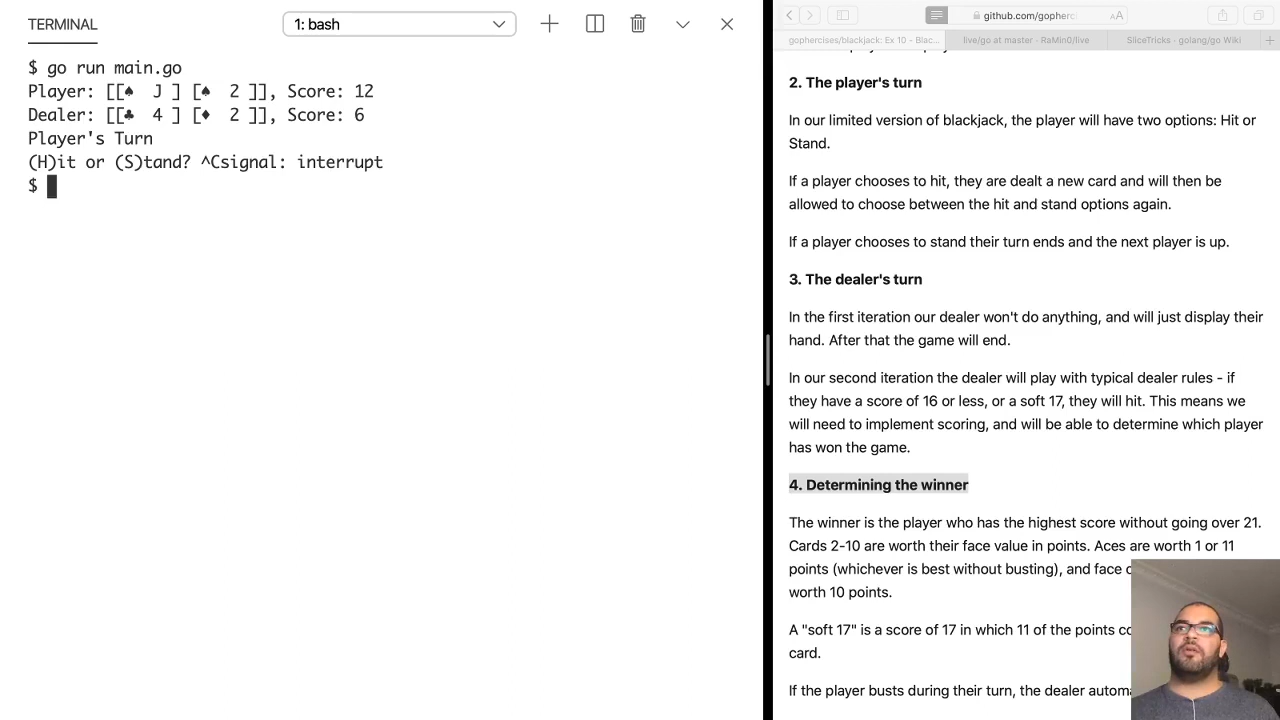 TERMINAL
1: bash
$ go run main.go
Player: [[♠ J ] [♠ 2 ]], Score: 12
Dealer: [[♣ 4 ] [♦ 2 ]], Score: 6
Player's Turn
(H)it or (S)tand? ^Csignal: interrupt
$
github.com/gopherc
AA
gophercises/blackjack: Ex 10 - Blac...
live/go at master · RaMin0/live
SliceTricks · golang/go Wiki
2. The player's turn
In our limited version of blackjack, the player will have two options: Hit or
Stand.
If a player chooses to hit, they are dealt a new card and will then be
allowed to choose between the hit and stand options again.
If a player chooses to stand their turn ends and the next player is up.
3. The dealer's turn
In the first iteration our dealer won't do anything, and will just display their
hand. After that the game will end.
In our second iteration the dealer will play with typical dealer rules - if
they have a score of 16 or less, or a soft 17, they will hit. This means we
will need to implement scoring, and will be able to determine which player
has won the game.
4. Determining the winner
The winner is the player who has the highest score without going over 21.
Cards 2-10 are worth their face value in points. Aces are worth 1 or 11
points (whichever is best without busting), and face
worth 10 points.
A "soft 17" is a score of 17 in which 11 of the points
card.
If the player busts during their turn, the dealer